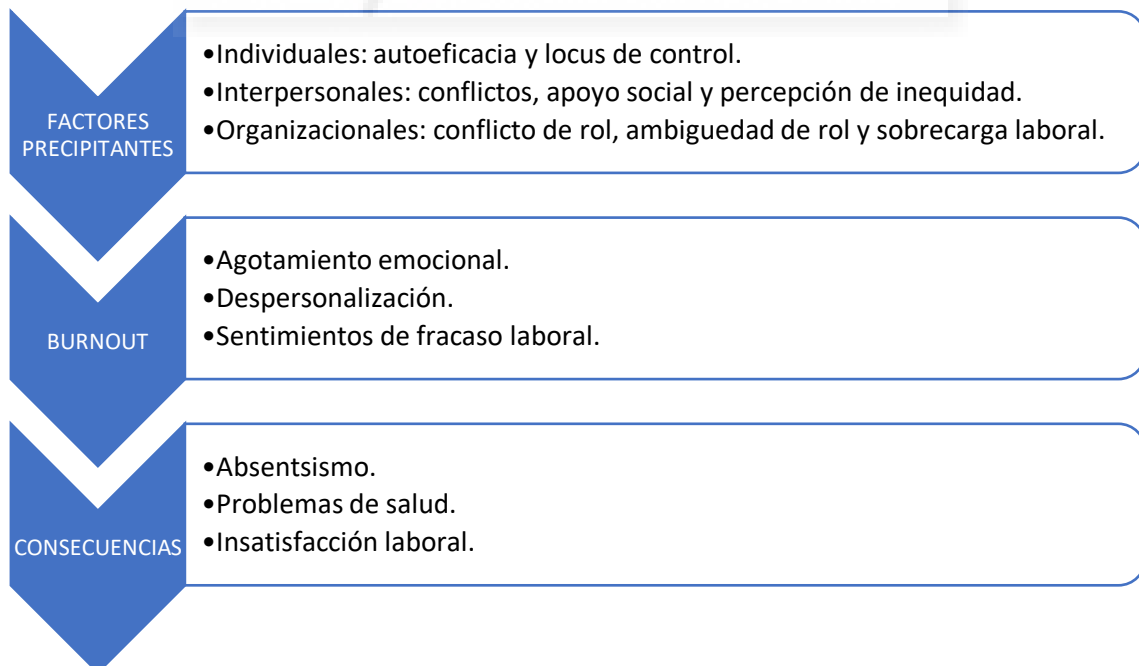 FACTORES
PRECIPITANTES
•Individuales: autoeficacia y locus de control.
•Interpersonales: conflictos, apoyo social y percepción de inequidad.
•Organizacionales: conflicto de rol, ambiguedad de rol y sobrecarga laboral.
BURNOUT
•Agotamiento emocional.
•Despersonalización.
•Sentimientos de fracaso laboral.
CONSECUENCIAS
•Absentsismo.
•Problemas de salud.
•Insatisfacción laboral.